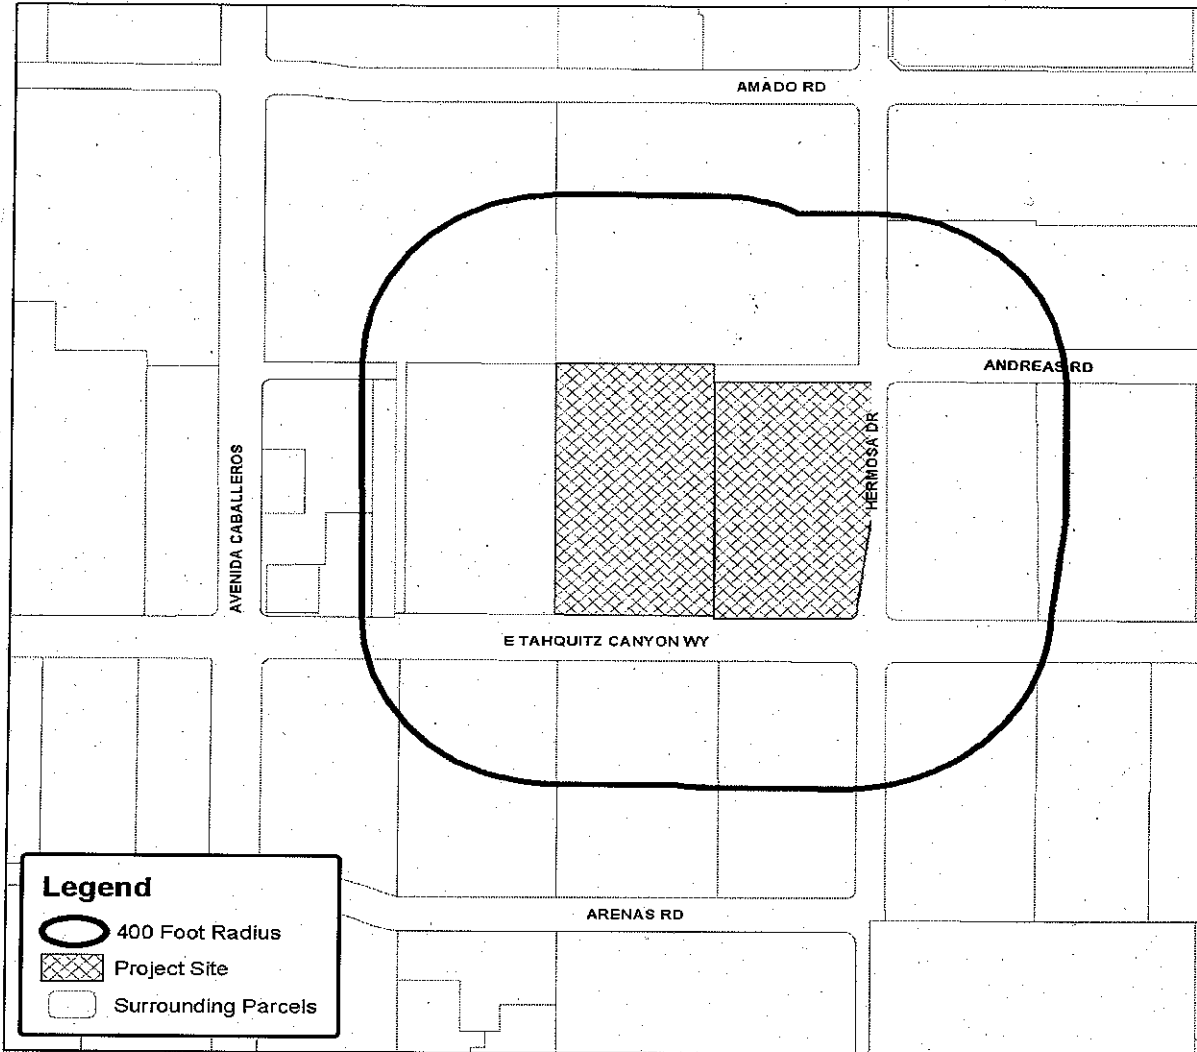 AMADO RD
ANDREAS RD
HERMOSA DR
AVENIDA CABALLEROS
E TAHQUITZ CANYON WY
ARENAS RD
Legend
400 Foot Radius
Project Site
Surrounding Parcels